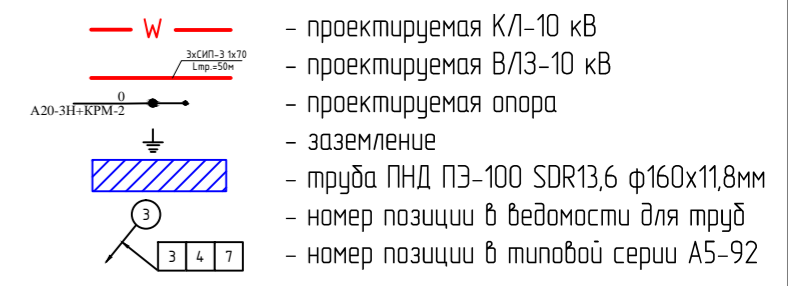 W - проектируемая КЛ-10 кВ
3хСИП-3 1х70
Lтр.=50м
- проектируемая ВЛЗ-10 кВ
0
А20-3Н+КРМ-2
- проектируемая опора
- заземление
- труба ПНД ПЭ-100 SDR13,6 ф160х11,8мм
3 - номер позиции в ведомости для труб
3 4 7 - номер позиции в типовой серии А5-92